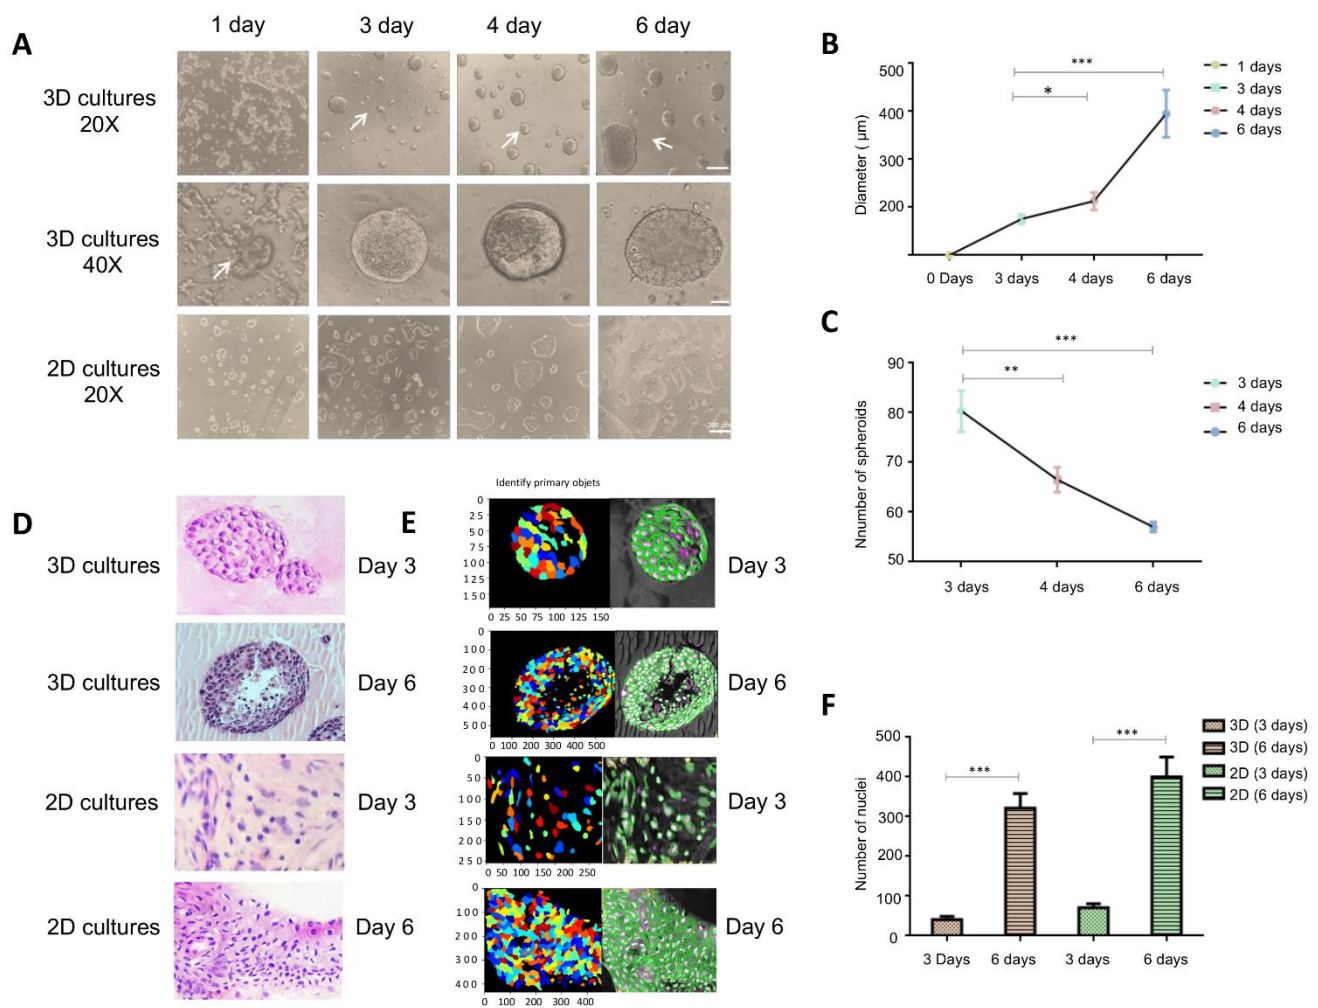 A
1 day
3 day
4 day
6 day
3D cultures
20X
3D cultures
40X
2D cultures
20X
200 µm
B
500
400
300
200
Diameter ( µm)
***
*
0 Days
3 days
4 days
6 days
1 days
3 days
4 days
6 days
C
90
80
70
60
50
Nnumber of spheroids
***
**
3 days
4 days
6 days
3 days
4 days
6 days
D
3D cultures
Day 3
3D cultures
Day 6
2D cultures
Day 3
2D cultures
Day 6
E
Identify primary objets
0
25
50
75
100
125
150
0 25 50 75 100 125 150
Day 3
0
100
200
300
400
500
0 100 200 300 400 500
Day 6
0
50
100
150
200
250
0 50 100 150 200 250
Day 3
0
100
200
300
400
0 100 200 300 400
Day 6
F
500
400
300
200
100
0
Number of nuclei
***
***
3 Days
6 days
3 days
6 days
3D (3 days)
3D (6 days)
2D (3 days)
2D (6 days)